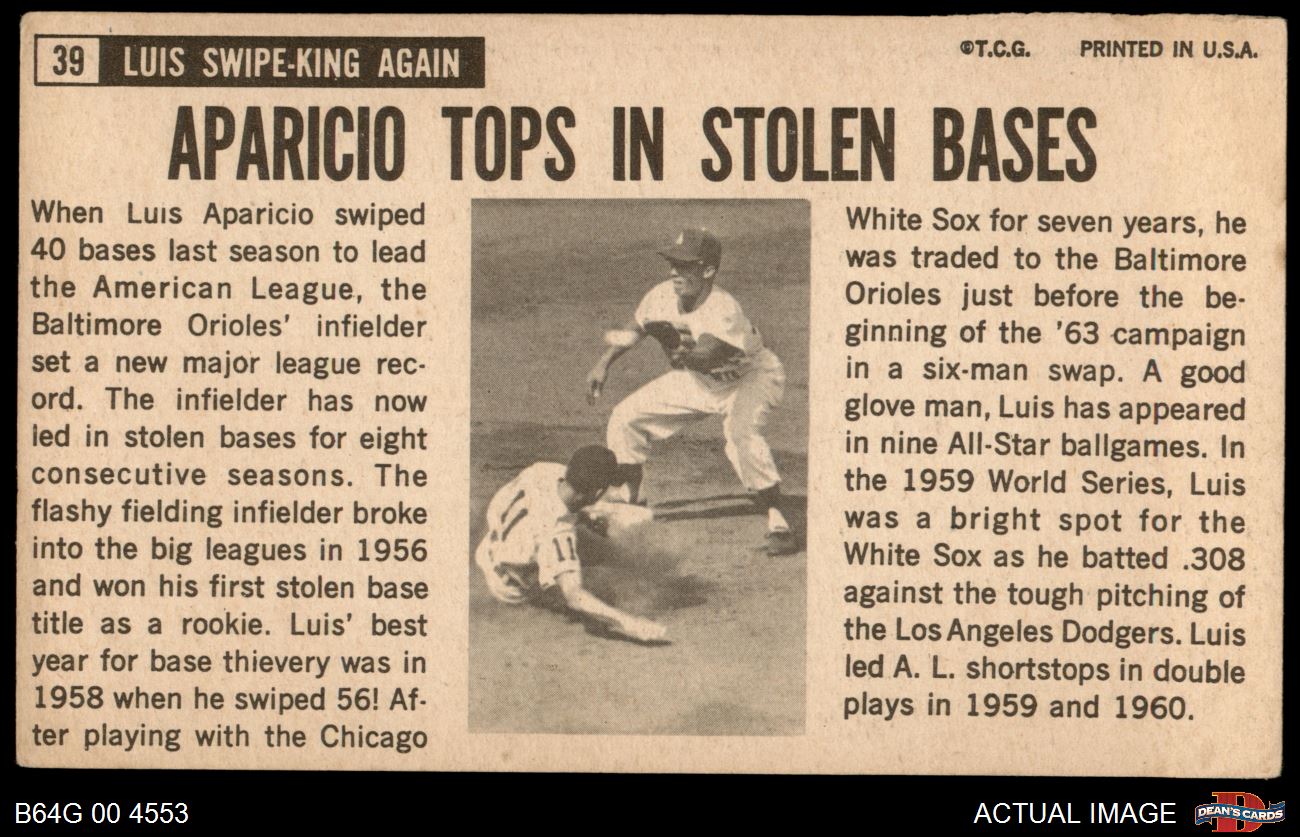 39 LUIS SWIPE-KING AGAIN
©T.C.G. PRINTED IN U.S.A.
APARICIO TOPS IN STOLEN BASES
When Luis Aparicio swiped
40 bases last season to lead
the American League, the
Baltimore Orioles' infielder
set a new major league rec-
ord. The infielder has now
led in stolen bases for eight
consecutive seasons. The
flashy fielding infielder broke
into the big leagues in 1956
and won his first stolen base
title as a rookie. Luis' best
year for base thievery was in
1958 when he swiped 56! Af-
ter playing with the Chicago
11
White Sox for seven years, he
was traded to the Baltimore
Orioles just before the be-
ginning of the '63 campaign
in a six-man swap. A good
glove man, Luis has appeared
in nine All-Star ballgames. In
the 1959 World Series, Luis
was a bright spot for the
White Sox as he batted .308
against the tough pitching of
the Los Angeles Dodgers. Luis
led A. L. shortstops in double
plays in 1959 and 1960.
B64G 00 4553
ACTUAL IMAGE
D
DEAN'S CARDS